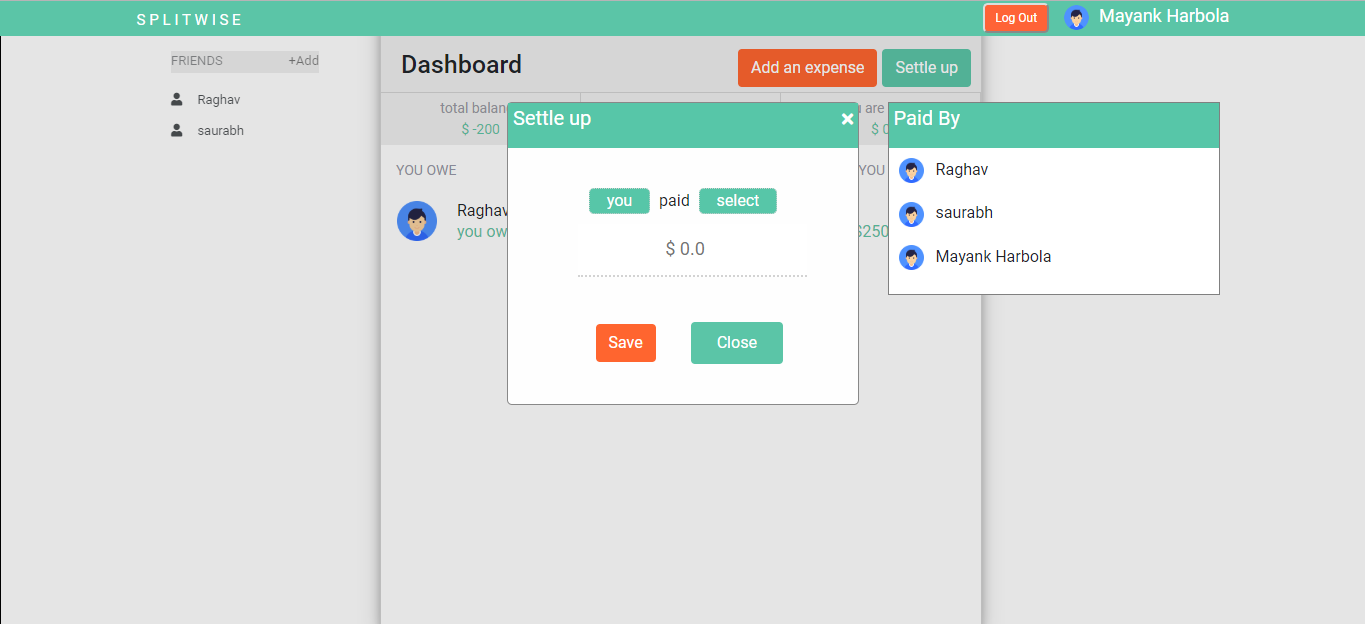 SPLITWISE
Log Out
Mayank Harbola
FRIENDS +Add
Raghav
saurabh
Dashboard
Add an expense
Settle up
total balan
$ -200
are
$ 0
YOU OWE
YOU
Raghav
you ow
$250
Settle up ×
you paid select
$ 0.0
Save
Close
Paid By
Raghav
saurabh
Mayank Harbola